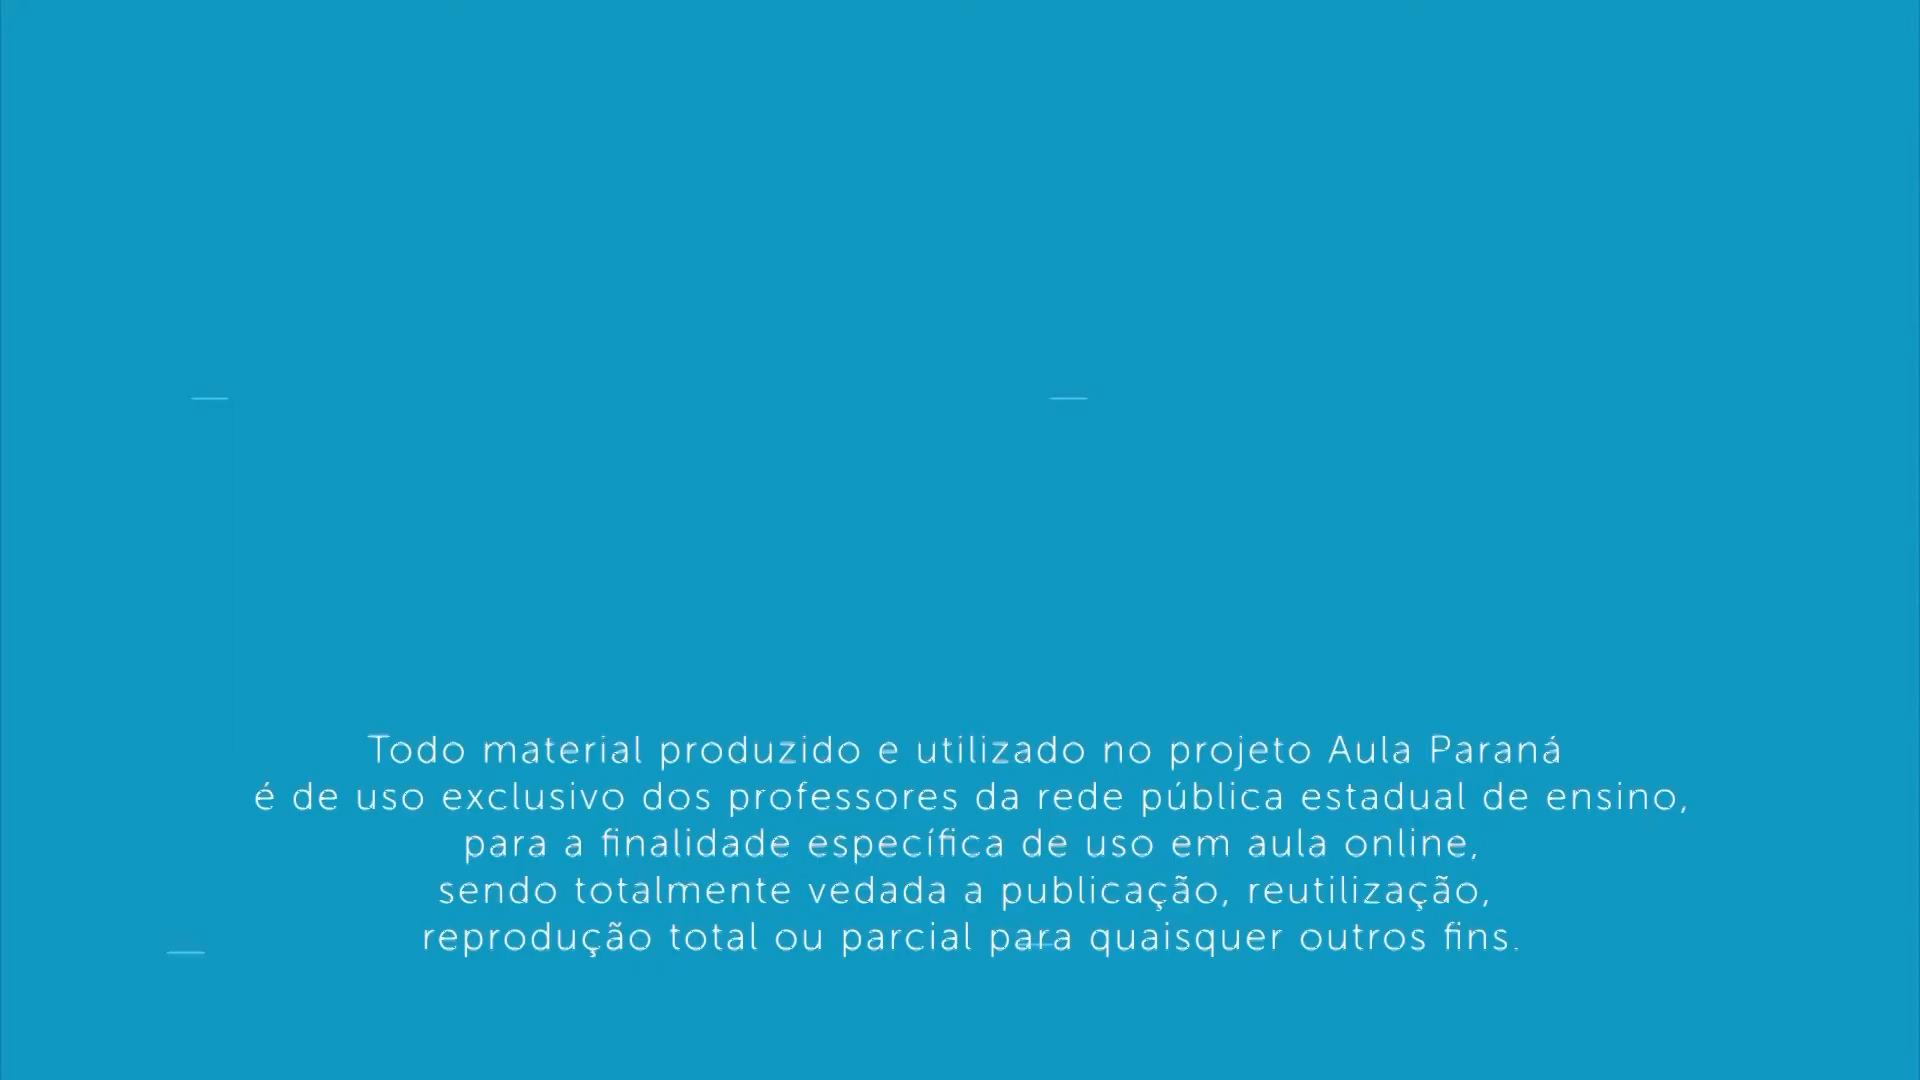 Todo material produzido e utilizado no projeto Aula Paraná
é de uso exclusivo dos professores da rede pública estadual de ensino,
para a finalidade específica de uso em aula online,
sendo totalmente vedada a publicação, reutilização,
reprodução total ou parcial para quaisquer outros fins.